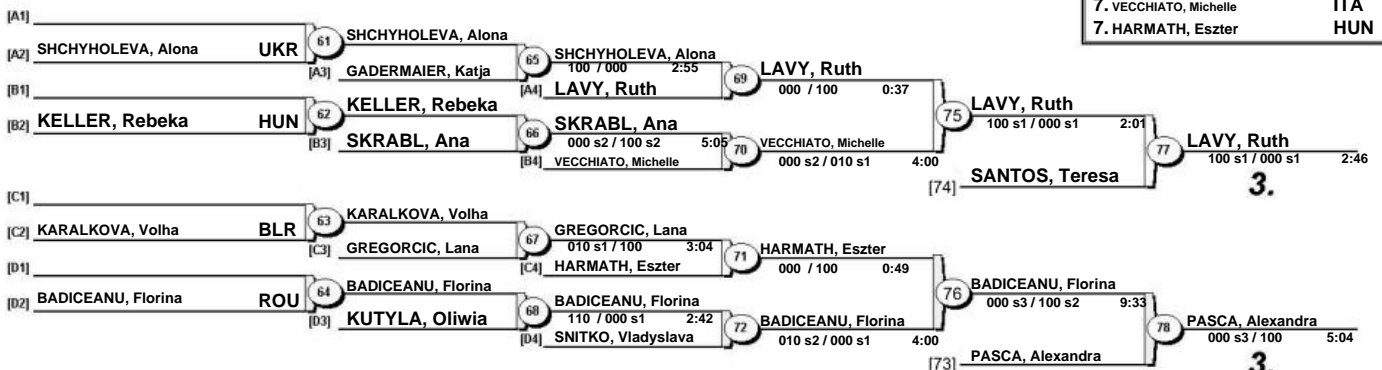 7. VECCHIATO, Michelle ITA
7. HARMATH, Eszter HUN
[A1]
[A2] SHCHYHOLEVA, Alona UKR
61
SHCHYHOLEVA, Alona
[A3] GADERMAIER, Katja
65
SHCHYHOLEVA, Alona
100 / 000 2:55
[A4] LAVY, Ruth
69
LAVY, Ruth
000 / 100 0:37
[B1]
[B2] KELLER, Rebeka HUN
62
KELLER, Rebeka
[B3] SKRABL, Ana
66
SKRABL, Ana
000 s2 / 100 s2 5:05
[B4] VECCHIATO, Michelle
70
VECCHIATO, Michelle
000 s2 / 010 s1 4:00
75
LAVY, Ruth
100 s1 / 000 s1 2:01
[74] SANTOS, Teresa
77
LAVY, Ruth
100 s1 / 000 s1 2:46
3.
[C1]
[C2] KARALKOVA, Volha BLR
63
KARALKOVA, Volha
[C3] GREGORCIC, Lana
67
GREGORCIC, Lana
010 s1 / 100 3:04
[C4] HARMATH, Eszter
71
HARMATH, Eszter
000 / 100 0:49
[D1]
[D2] BADICEANU, Florina ROU
64
BADICEANU, Florina
[D3] KUTYLA, Oliwia
68
BADICEANU, Florina
110 / 000 s1 2:42
[D4] SNITKO, Vladyslava
72
BADICEANU, Florina
010 s2 / 000 s1 4:00
76
BADICEANU, Florina
000 s3 / 100 s2 9:33
[73] PASCA, Alexandra
78
PASCA, Alexandra
000 s3 / 100 5:04
3.